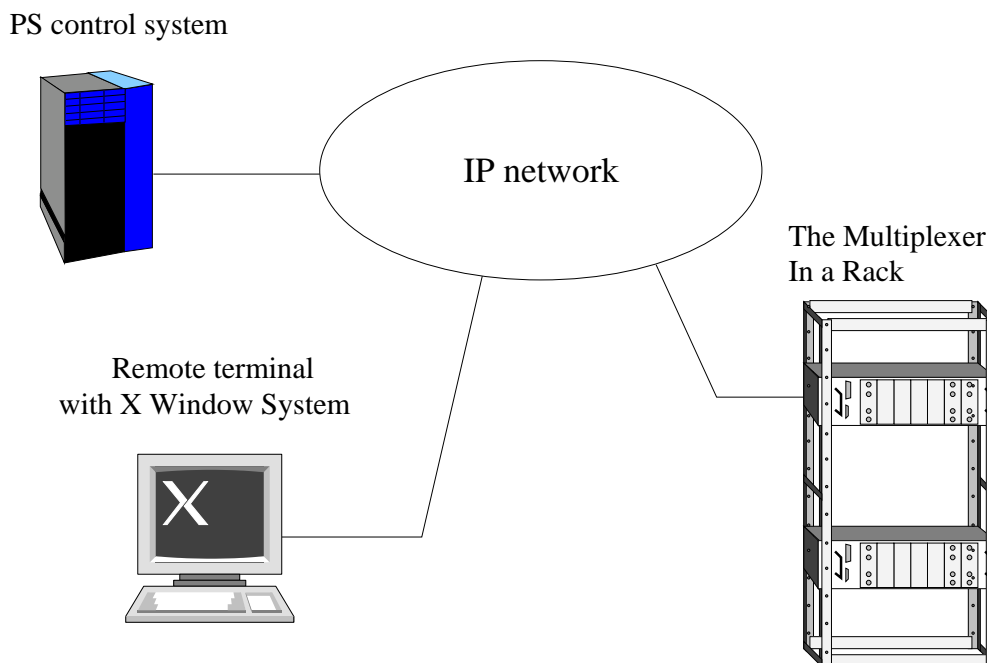 PS control system
IP network
The Multiplexer
In a Rack
Remote terminal
with X Window System
X